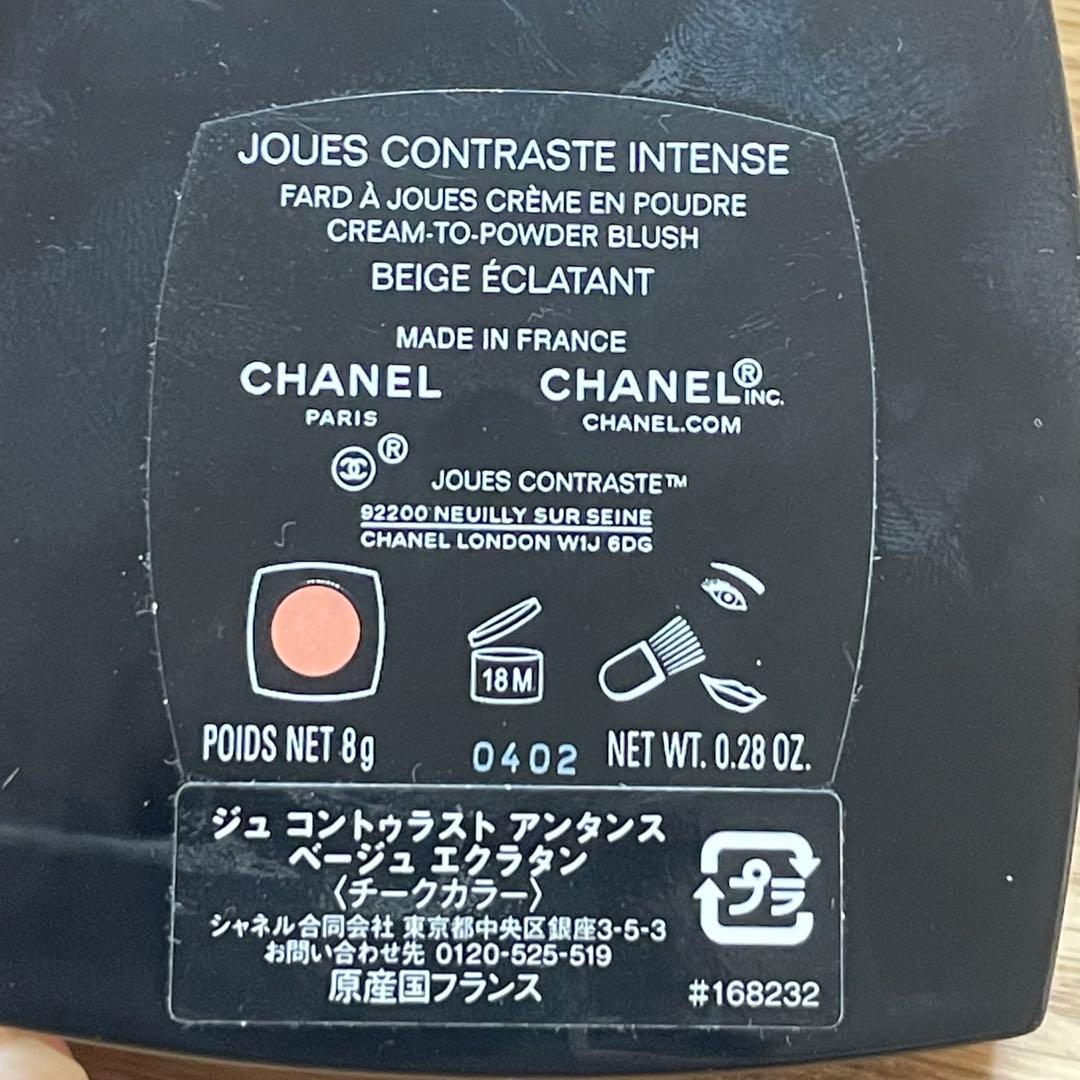 JOUES CONTRASTE INTENSE
FARD À JOUES CRÈME EN POUDRE
CREAM-TO-POWDER BLUSH
BEIGE ÉCLATANT
MADE IN FRANCE
CHANEL CHANEL® INC.
PARIS CHANEL.COM
® JOUES CONTRASTE™
92200 NEUILLY SUR SEINE
CHANEL LONDON W1J 6DG
18 M
POIDS NET 8g 0402 NET WT. 0.28 OZ.
ジュ コントゥラスト アンタンス
ベージュ エクラタン
〈チークカラー〉
プラ
シャネル合同会社 東京都中央区銀座3-5-3
お問い合わせ先 0120-525-519
原産国フランス #168232